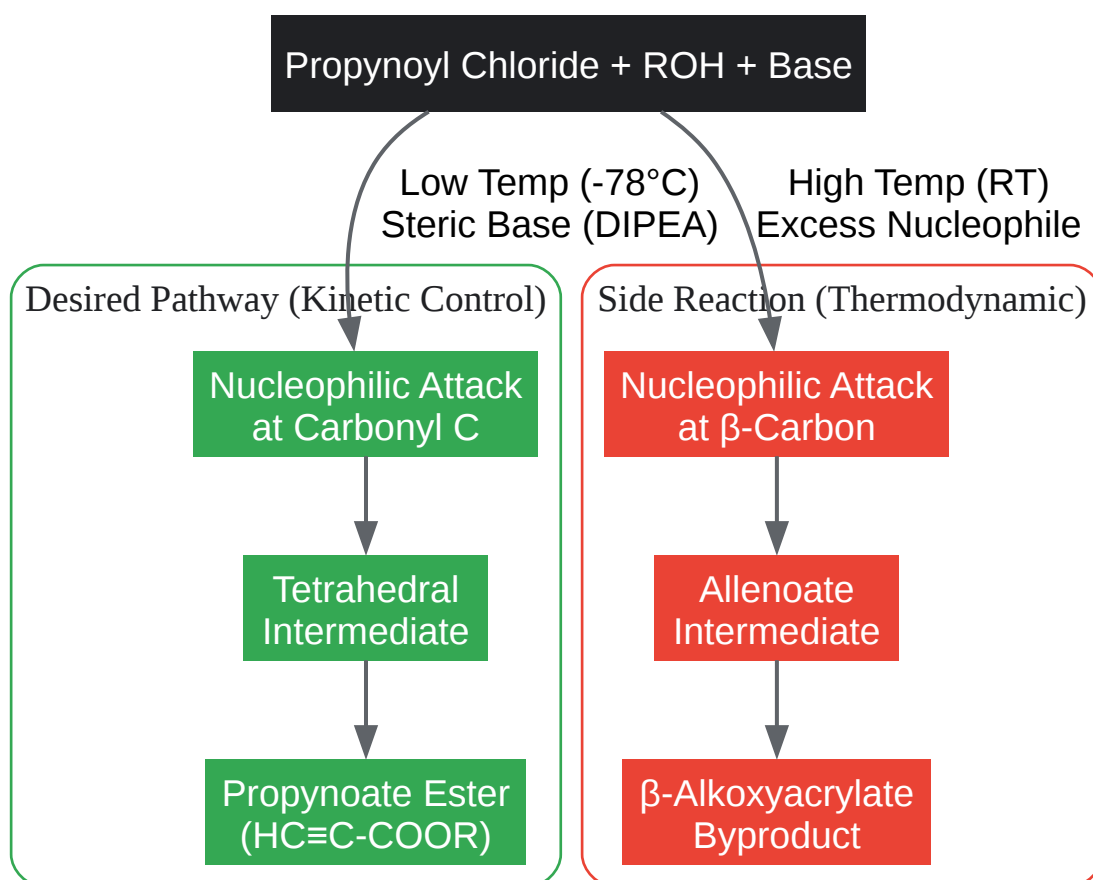 Propynoyl Chloride + ROH + Base
Low Temp (-78°C)
Steric Base (DIPEA)
High Temp (RT)
Excess Nucleophile
Desired Pathway (Kinetic Control)
Nucleophilic Attack
at Carbonyl C
Tetrahedral
Intermediate
Propynoate Ester
(HC≡C-COOR)
Side Reaction (Thermodynamic)
Nucleophilic Attack
at β-Carbon
Allenoate
Intermediate
β-Alkoxyacrylate
Byproduct